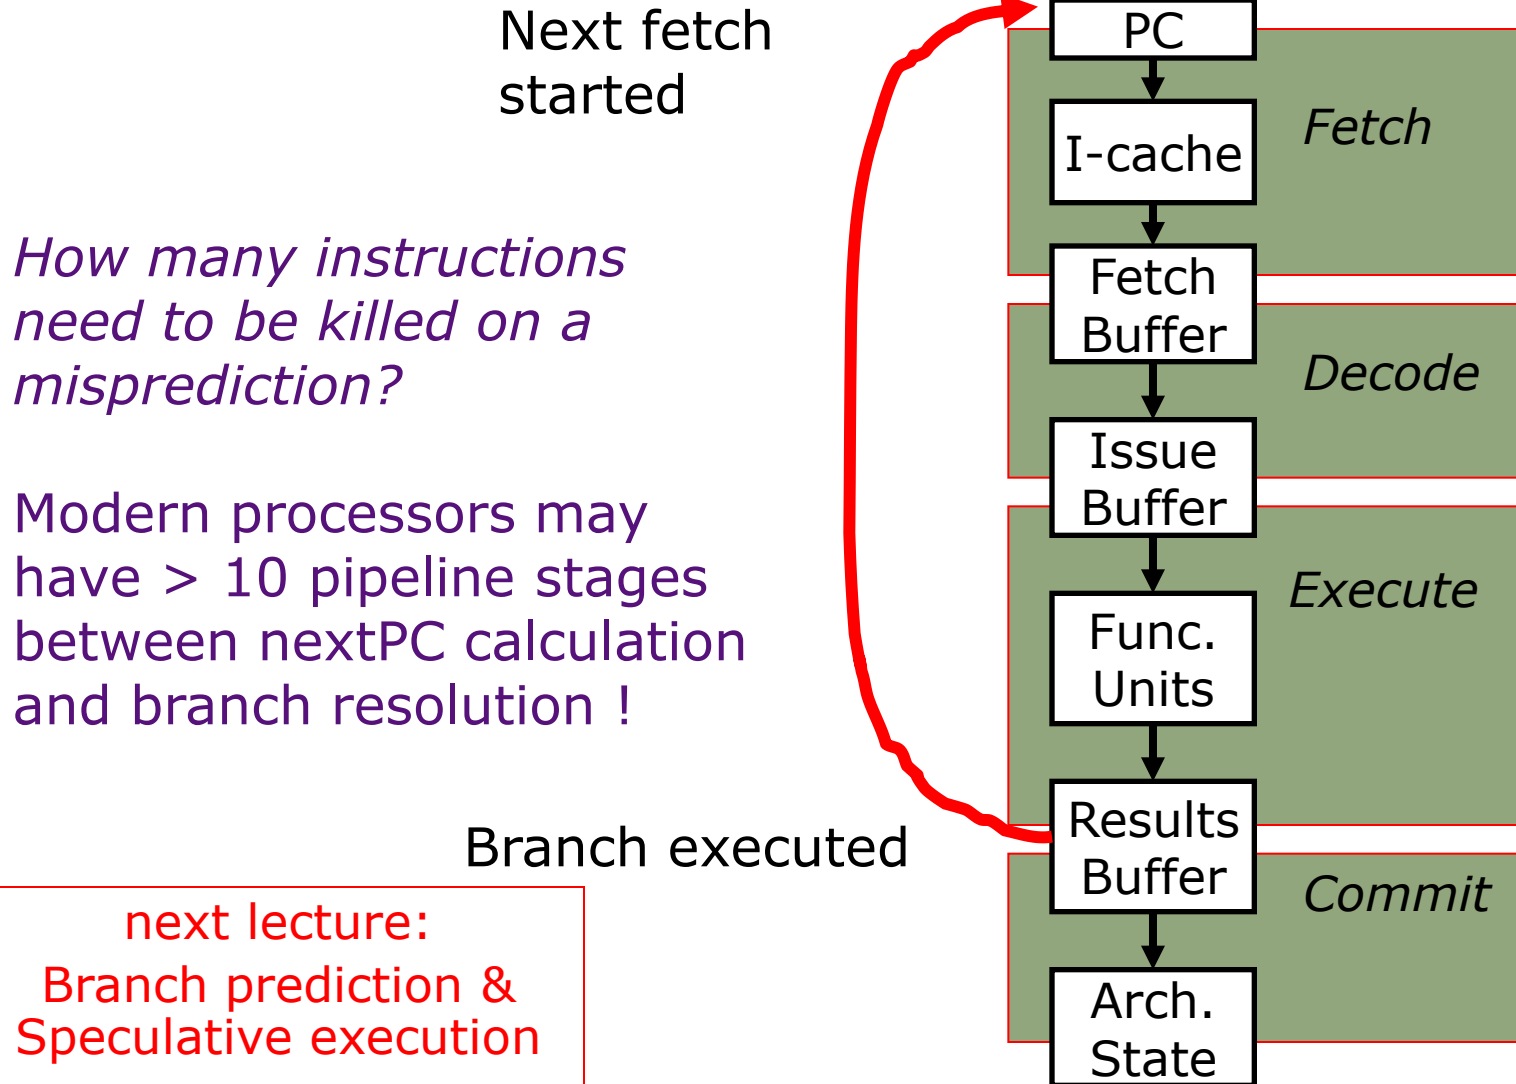 Next fetch
started
How many instructions
need to be killed on a
misprediction?
Modern processors may
have > 10 pipeline stages
between nextPC calculation
and branch resolution !
Branch executed
next lecture:
Branch prediction &
Speculative execution
PC
I-cache
Fetch
Fetch
Buffer
Decode
Issue
Buffer
Execute
Func.
Units
Results
Buffer
Commit
Arch.
State